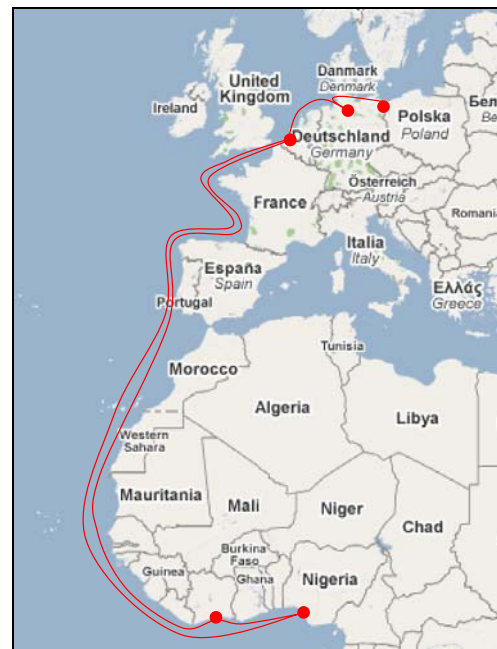 Danmark
Denmark
United
Kingdom
Ireland
Бел
Be
Polska
Poland
Deutschland
Germany
Österreich
Austria
France
Romania
Italia
Italy
España
Spain
Ελλάς
Greece
Portugal
Tunisia
Morocco
Algeria
Libya
Western
Sahara
Mauritania
Mali
Niger
Chad
Burkina
Faso
Guinea
Ghana
Nigeria